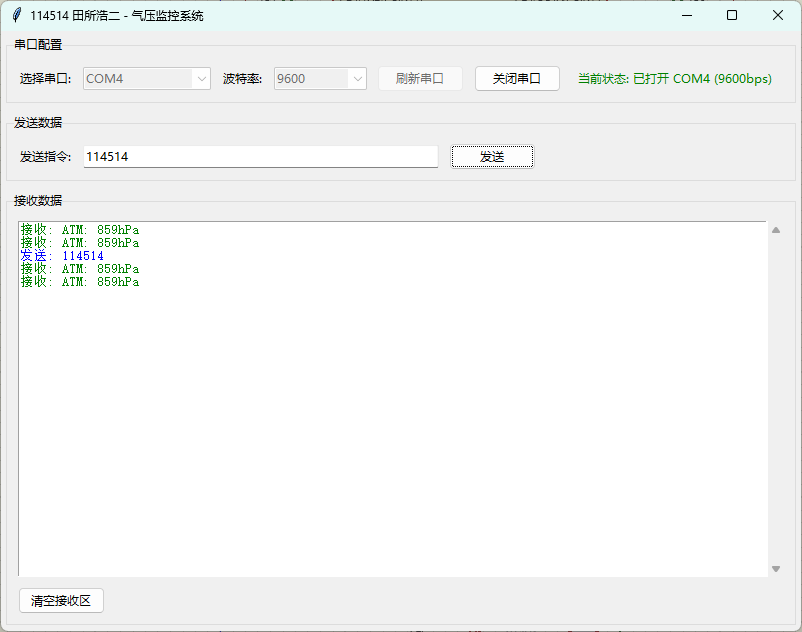 114514 田所浩二 - 气压监控系统
串口配置
选择串口: COM4 波特率: 9600 刷新串口 关闭串口 当前状态: 已打开 COM4 (9600bps)
发送数据
发送指令: 114514 发送
接收数据
接收: ATM: 859hPa
接收: ATM: 859hPa
发送: 114514
接收: ATM: 859hPa
接收: ATM: 859hPa
清空接收区